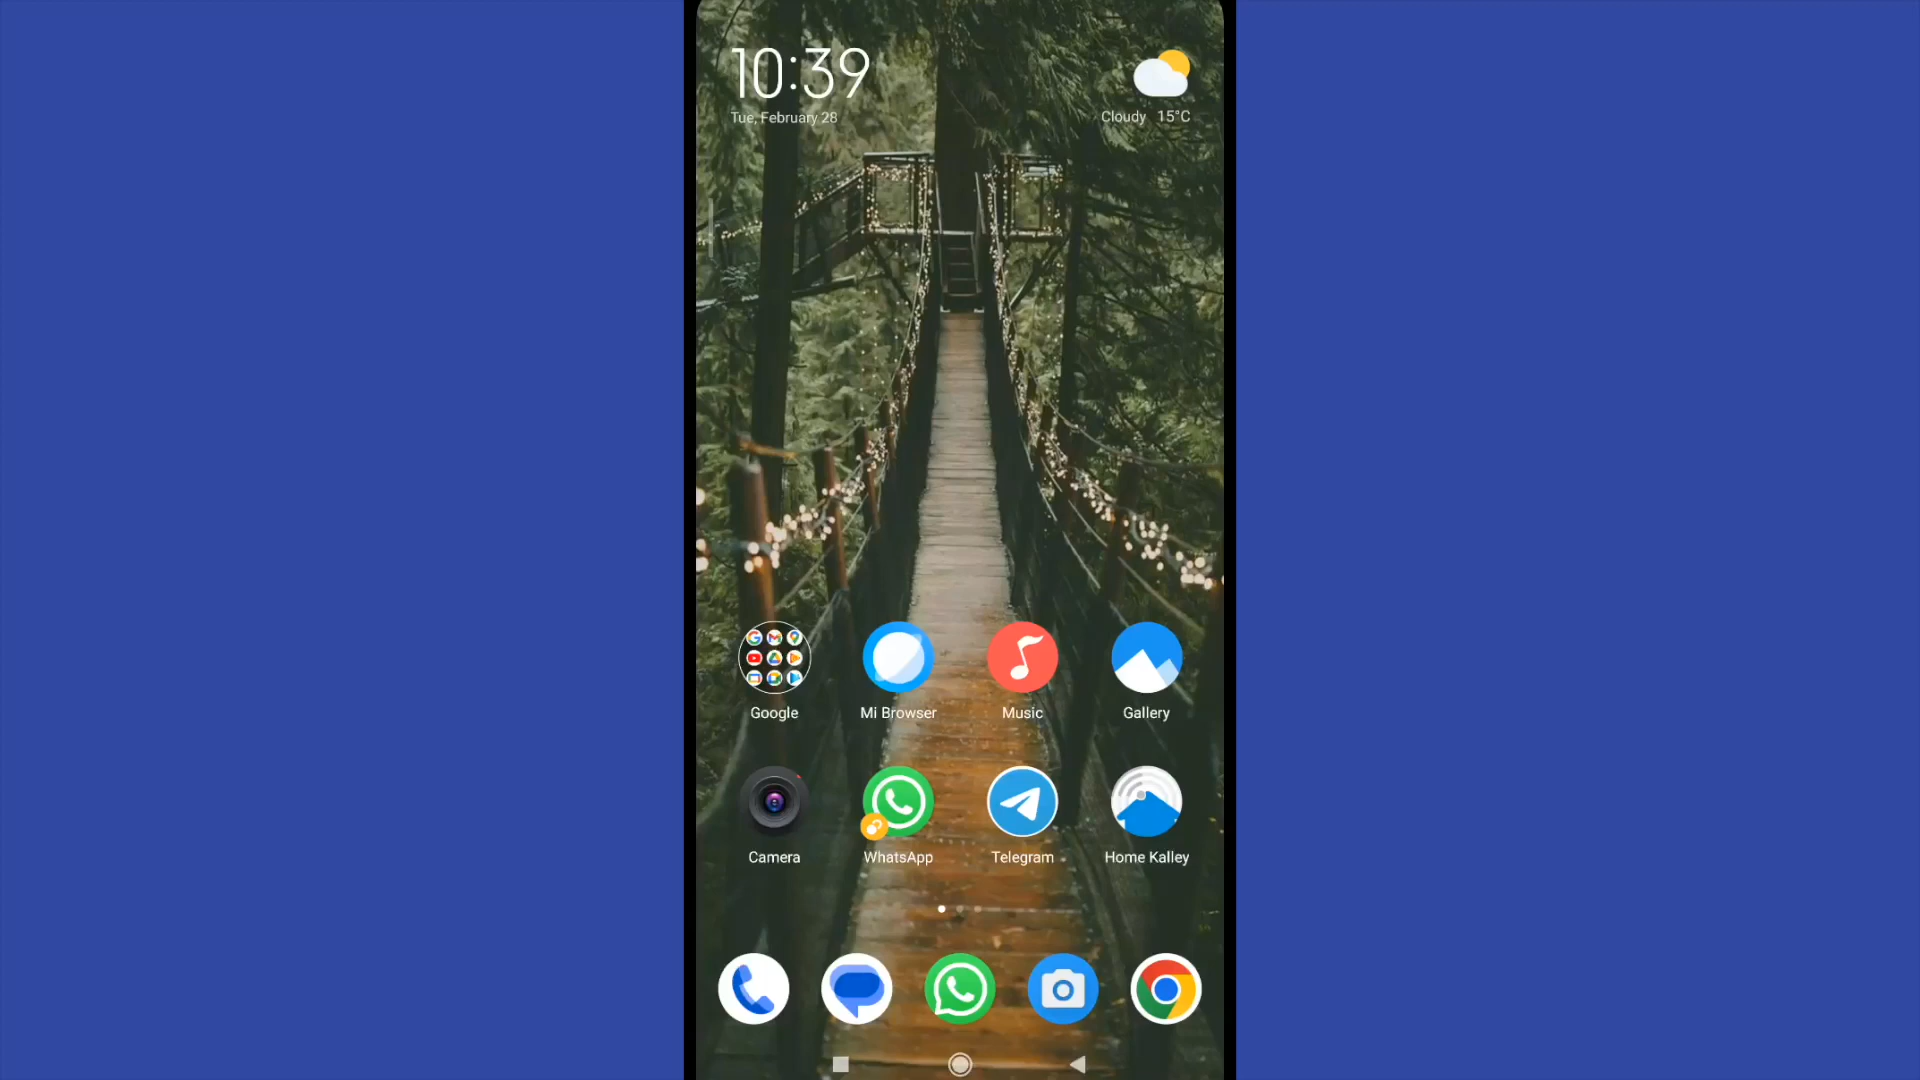 10:39
Tue, February 28
Cloudy 15°C
Google
Mi Browser
Music
Gallery
Camera
WhatsApp
Telegram
Home Kalley